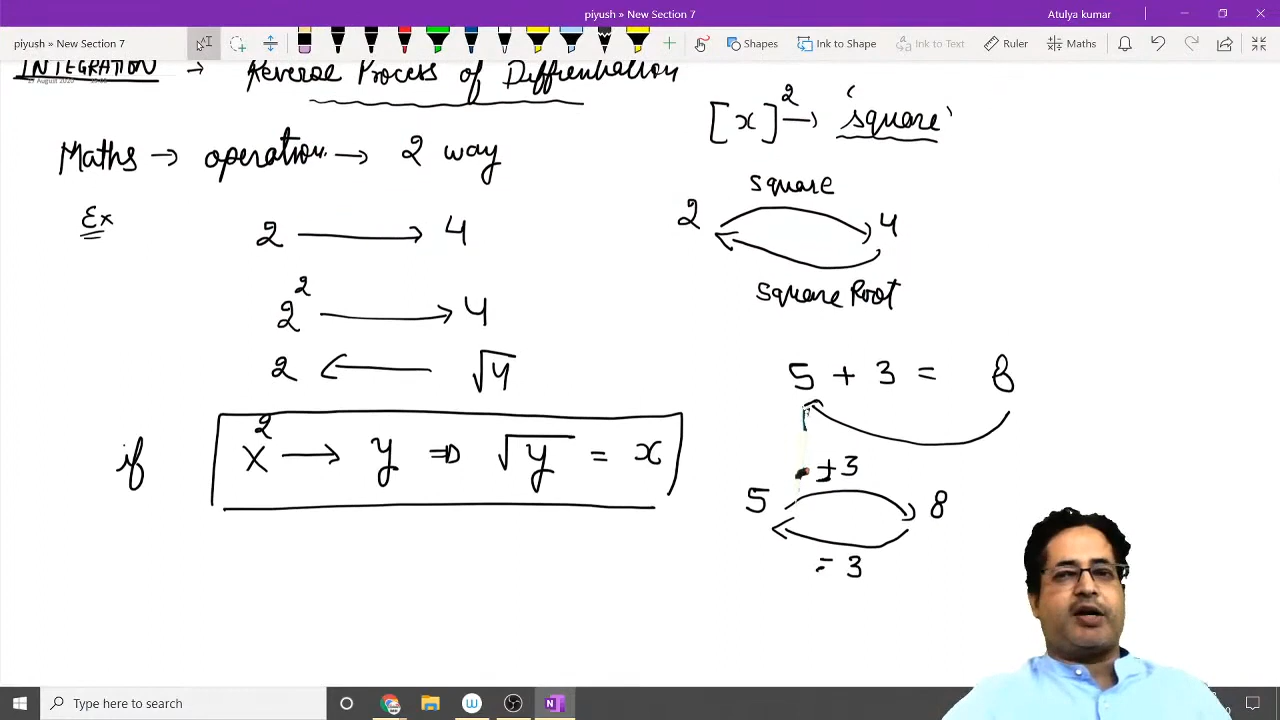 piyush » New Section 7
Atulya kumar
piyush » New Section 7
Ink to Shape
Ink to Text
Ruler
Maths
INTEGRATION → Reverse Process of Diffrentiation
[x]² → 'square'
Maths → operation → 2 way
square
Ex
2 → 4
2 4
square Root
2² → 4
2 ← √4
5 + 3 = 8
if x² → y ⇒ √y = x
+3
5 8
- 3
Type here to search